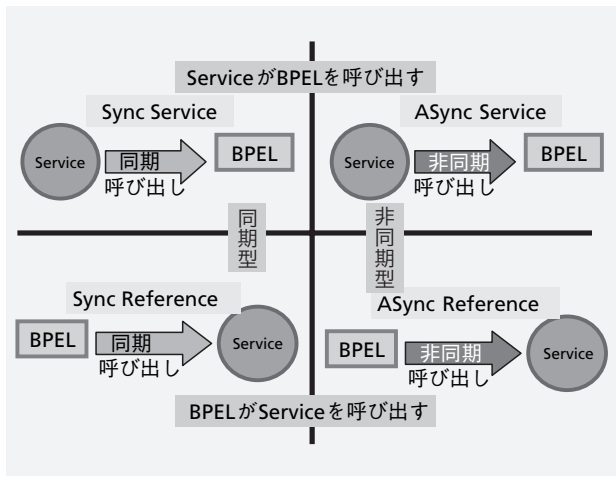 ServiceがBPELを呼び出す
Sync Service
Service
同期
呼び出し
BPEL
ASync Service
Service
非同期
呼び出し
BPEL
同期型
非同期型
Sync Reference
BPEL
同期
呼び出し
Service
ASync Reference
BPEL
非同期
呼び出し
Service
BPELがServiceを呼び出す